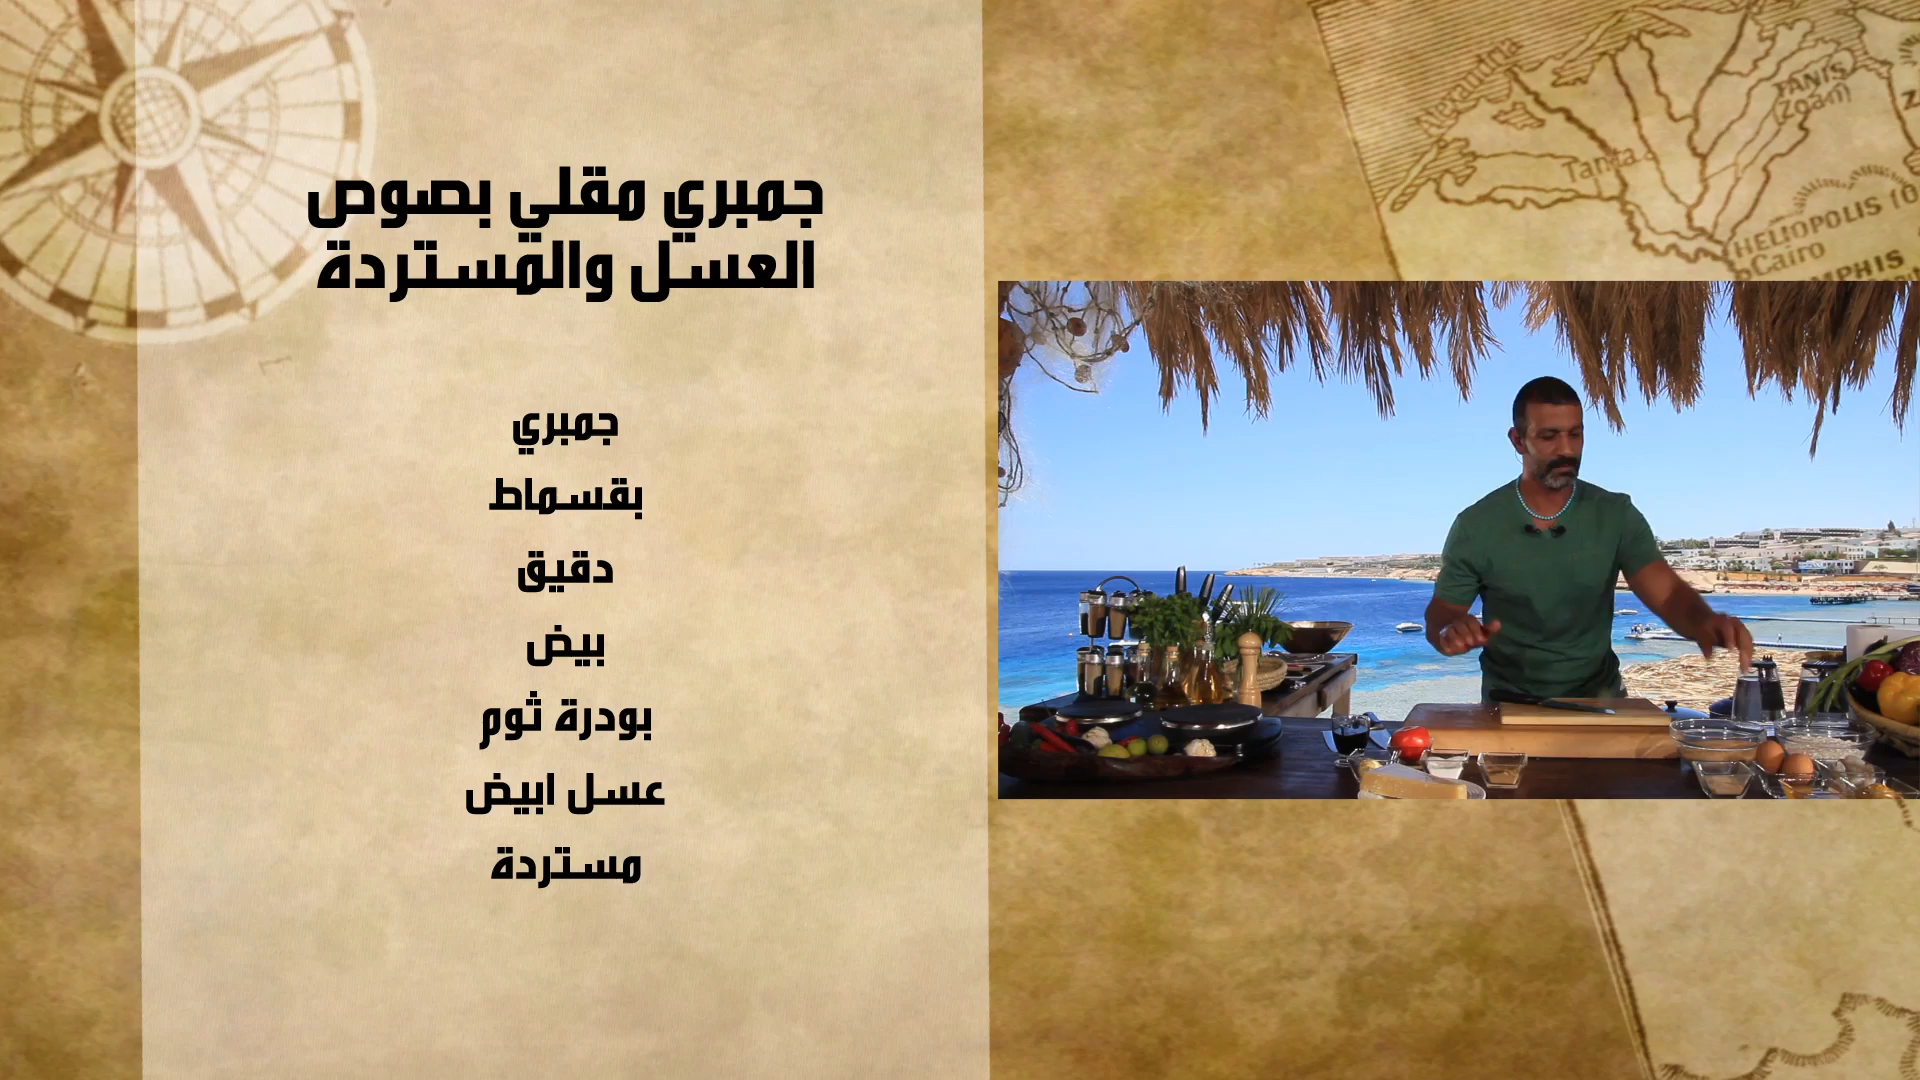 جمبري مقلي بصوص
العسل والمستردة
جمبري
بقسماط
دقيق
بيض
بودرة ثوم
عسل ابيض
مستردة
Alexandria
TANIS
(Zoan)
Tanta
HELIOPOLIS (O
Cairo
MPHIS